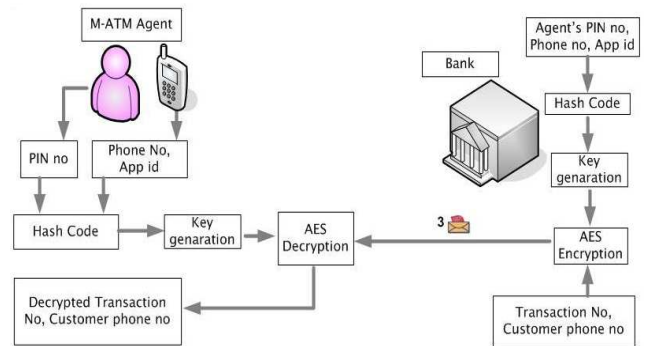 M-ATM Agent
PIN no
Phone No,
App id
Hash Code
Key
genaration
AES
Decryption
Decrypted Transaction
No, Customer phone no
3
Bank
Agent's PIN no,
Phone no, App id
Hash Code
Key
genaration
AES
Encryption
Transaction No,
Customer phone no